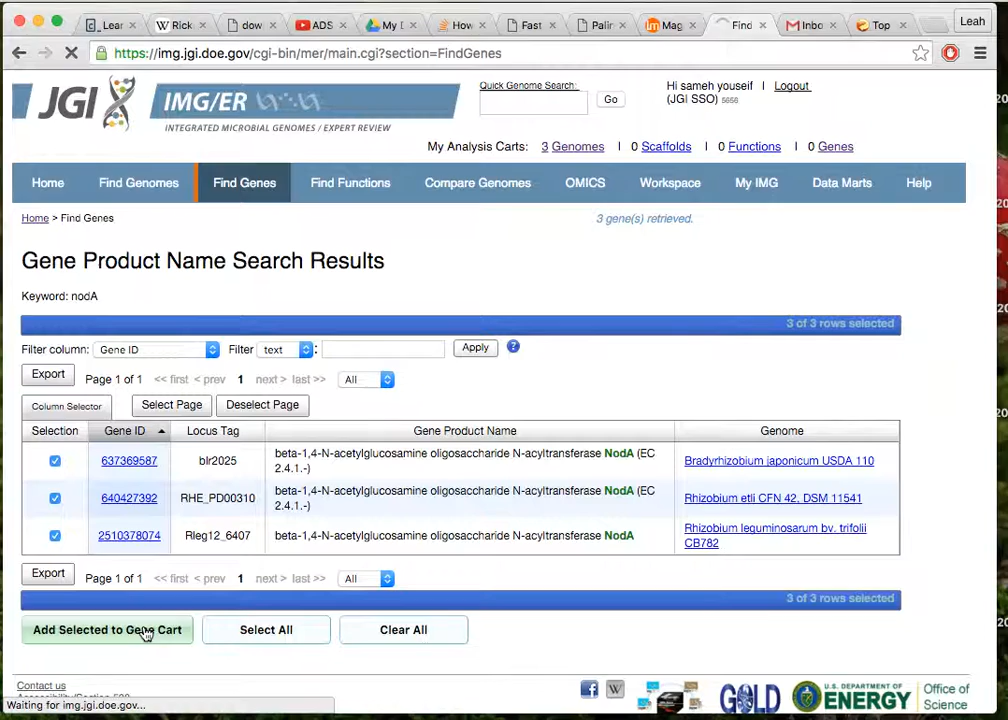 Lear
Rick
dow
ADS
My D
How
Fast
Palir
Mag
Find
Inbo
Top
Leah
https://img.jgi.doe.gov/cgi-bin/mer/main.cgi?section=FindGenes
JGI
IMG/ER
INTEGRATED MICROBIAL GENOMES / EXPERT REVIEW
Quick Genome Search:
Go
Hi sameh youseif | Logout
(JGI SSO) 5656
My Analysis Carts: 3 Genomes | 0 Scaffolds | 0 Functions | 0 Genes
Home Find Genomes Find Genes Find Functions Compare Genomes OMICS Workspace My IMG Data Marts Help
Home > Find Genes
3 gene(s) retrieved.
Gene Product Name Search Results
Keyword: nodA
3 of 3 rows selected
Filter column: Gene ID Filter text : Apply ?
Export Page 1 of 1 << first < prev 1 next > last >> All
Column Selector Select Page Deselect Page
Selection Gene ID Locus Tag Gene Product Name Genome
637369587 blr2025 beta-1,4-N-acetylglucosamine oligosaccharide N-acyltransferase NodA (EC 2.4.1.-) Bradyrhizobium japonicum USDA 110
640427392 RHE_PD00310 beta-1,4-N-acetylglucosamine oligosaccharide N-acyltransferase NodA (EC 2.4.1.-) Rhizobium etli CFN 42, DSM 11541
2510378074 Rleg12_6407 beta-1,4-N-acetylglucosamine oligosaccharide N-acyltransferase NodA Rhizobium leguminosarum bv. trifolii CB782
Export Page 1 of 1 << first < prev 1 next > last >> All
3 of 3 rows selected
Add Selected to Gene Cart Select All Clear All
Contact us
Accessibility/Section 508
Waiting for img.jgi.doe.gov...
f W
GOLD
U.S. DEPARTMENT OF
ENERGY
Office of
Science